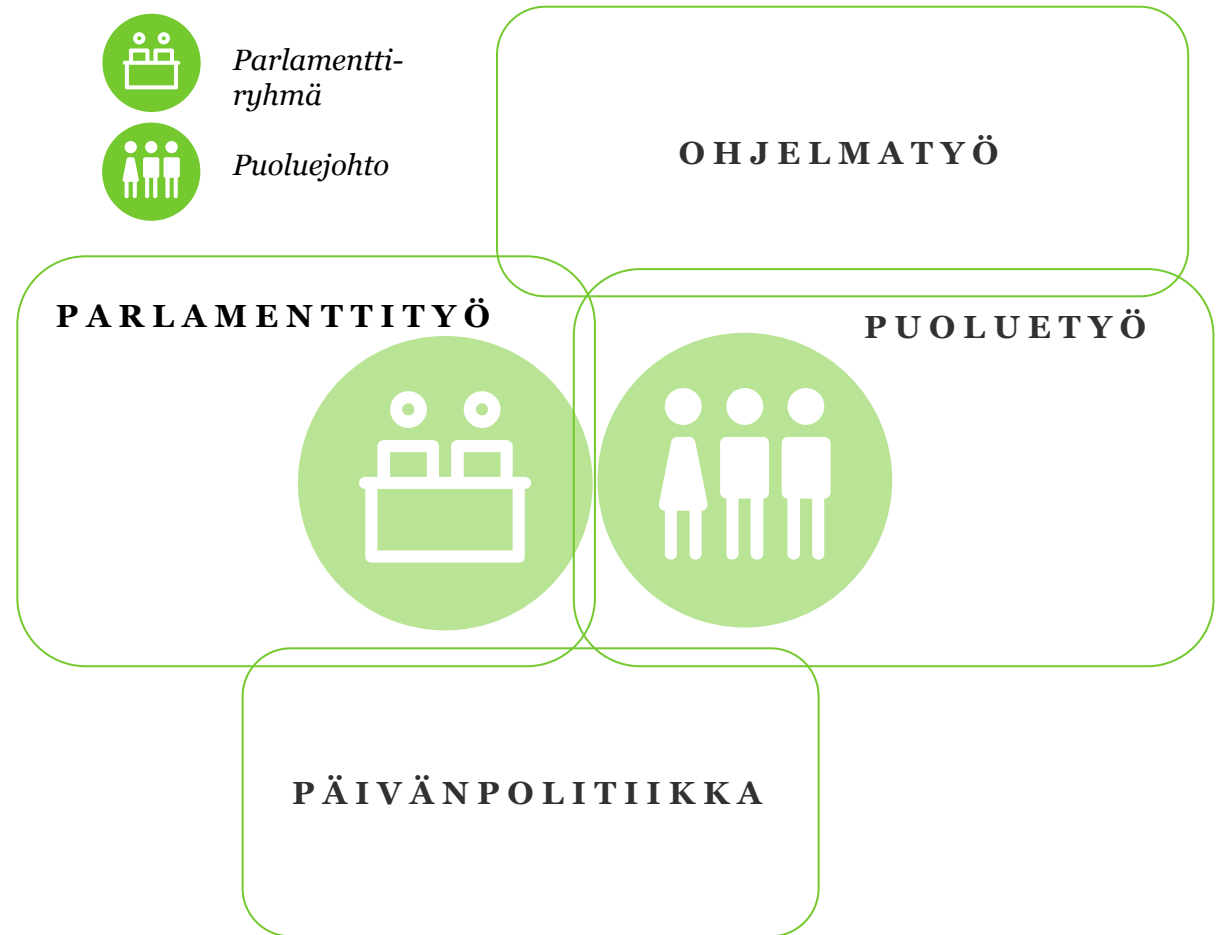 Parlamentti-
ryhmä
Puoluejohto
OHJELMATYÖ
PARLAMENTTITYÖ
PUOLUETYÖ
PÄIVÄNPOLITIIKKA